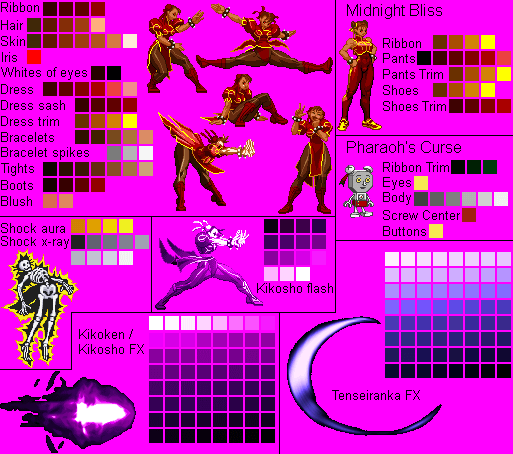 Ribbon
Hair
Skin
Iris
Whites of eyes
Dress
Dress sash
Dress trim
Bracelets
Bracelet spikes
Tights
Boots
Blush
Midnight Bliss
Ribbon
Pants
Pants Trim
Shoes
Shoes Trim
Pharaoh's Curse
Ribbon Trim
Eyes
Body
Screw Center
Buttons
Shock aura
Shock x-ray
Kikosho flash
Kikoken /
Kikosho FX
Tenseiranka FX